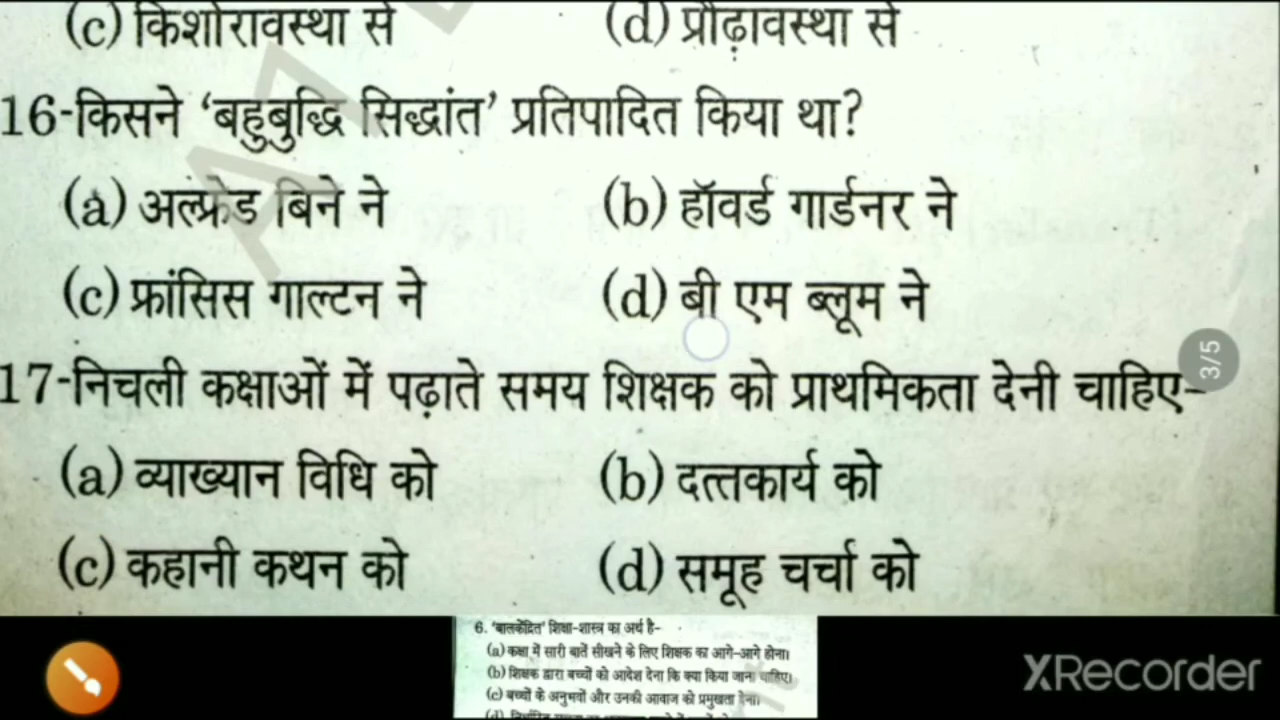 (c) किशोरावस्था से (d) प्रौढ़ावस्था से
16-किसने ‘बहुबुद्धि सिद्धांत’ प्रतिपादित किया था?
(a) अल्फ्रेड बिने ने (b) हॉवर्ड गार्डनर ने
(c) फ्रांसिस गाल्टन ने (d) बी एम ब्लूम ने
17-निचली कक्षाओं में पढ़ाते समय शिक्षक को प्राथमिकता देनी चाहिए-
3/5
(a) व्याख्यान विधि को (b) दत्तकार्य को
(c) कहानी कथन को (d) समूह चर्चा को
6. ‘बालकेंद्रित’ शिक्षा-शास्त्र का अर्थ है-
(a) कक्षा में सारी बातें सीखने के लिए शिक्षक का आगे-आगे होना।
(b) शिक्षक द्वारा बच्चों को आदेश देना कि क्या किया जाना चाहिए।
(c) बच्चों के अनुभवों और उनकी आवाज को प्रमुखता देना।
(d)
XRecorder